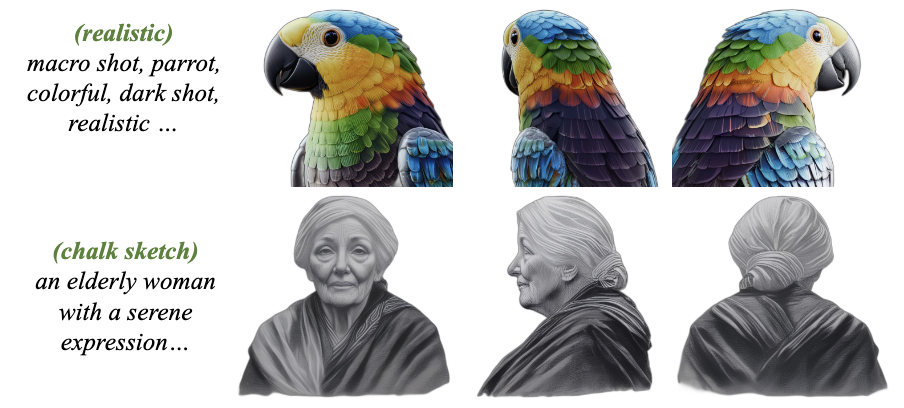 (realistic)
macro shot, parrot,
colorful, dark shot,
realistic ...
(chalk sketch)
an elderly woman
with a serene
expression...